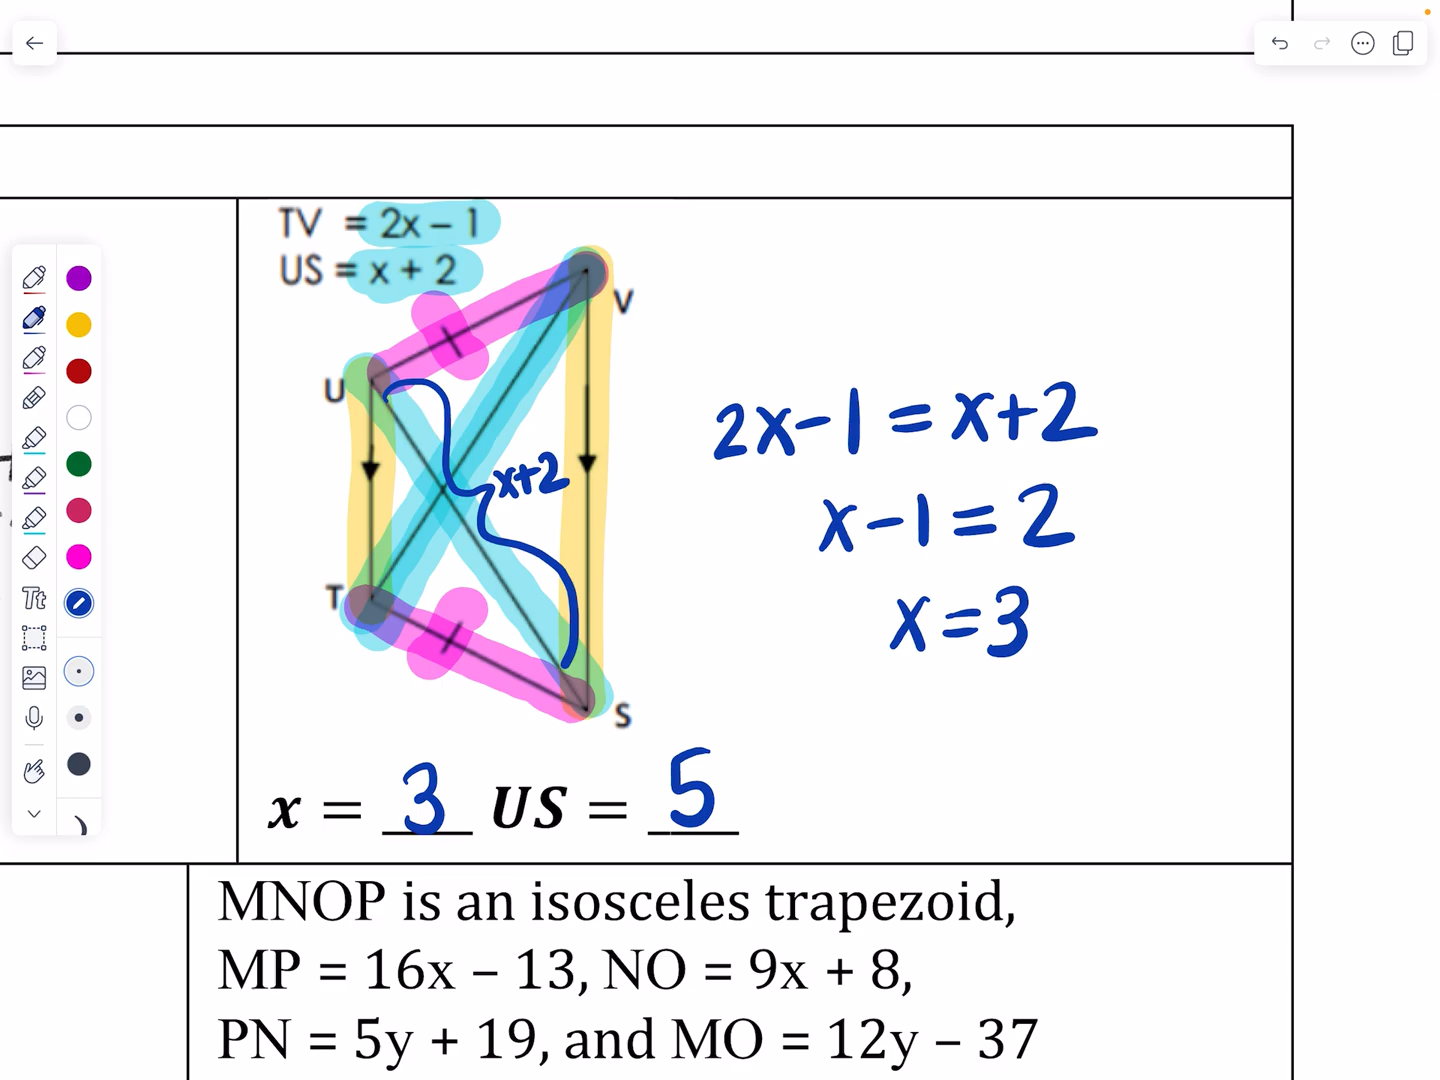 TV = 2x – 1
US = x + 2
V
U
x+2
T
S
2x-1 = x+2
x-1 = 2
x=3
x = 3 US = 5
MNOP is an isosceles trapezoid,
MP = 16x – 13, NO = 9x + 8,
PN = 5y + 19, and MO = 12y – 37
Tt